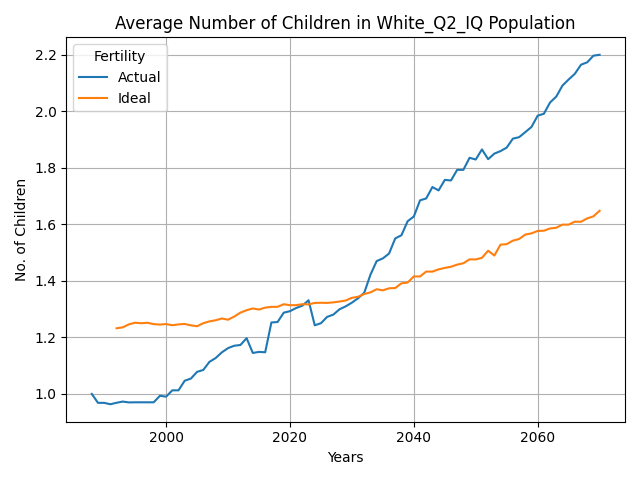 Average Number of Children in White_Q2_IQ Population
Fertility
Actual
Ideal
2.2
2.0
1.8
1.6
1.4
1.2
1.0
No. of Children
2000
2020
2040
2060
Years